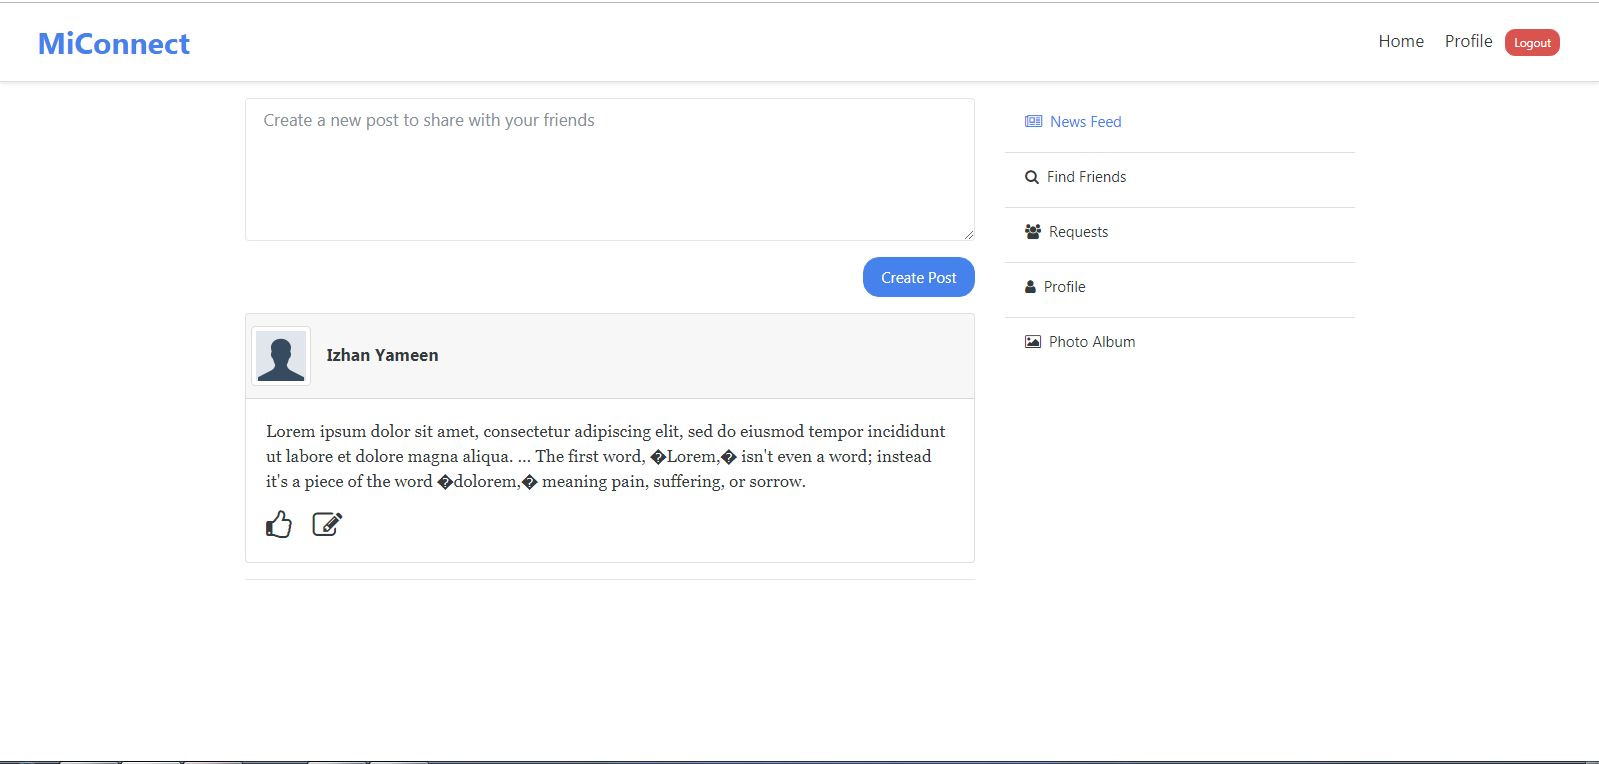 MiConnect
Home
Profile
Logout
Create a new post to share with your friends
News Feed
Find Friends
Requests
Profile
Photo Album
Create Post
Izhan Yameen
Lorem ipsum dolor sit amet, consectetur adipiscing elit, sed do eiusmod tempor incididunt
ut labore et dolore magna aliqua. ... The first word, �Lorem,� isn't even a word; instead
it's a piece of the word �dolorem,� meaning pain, suffering, or sorrow.